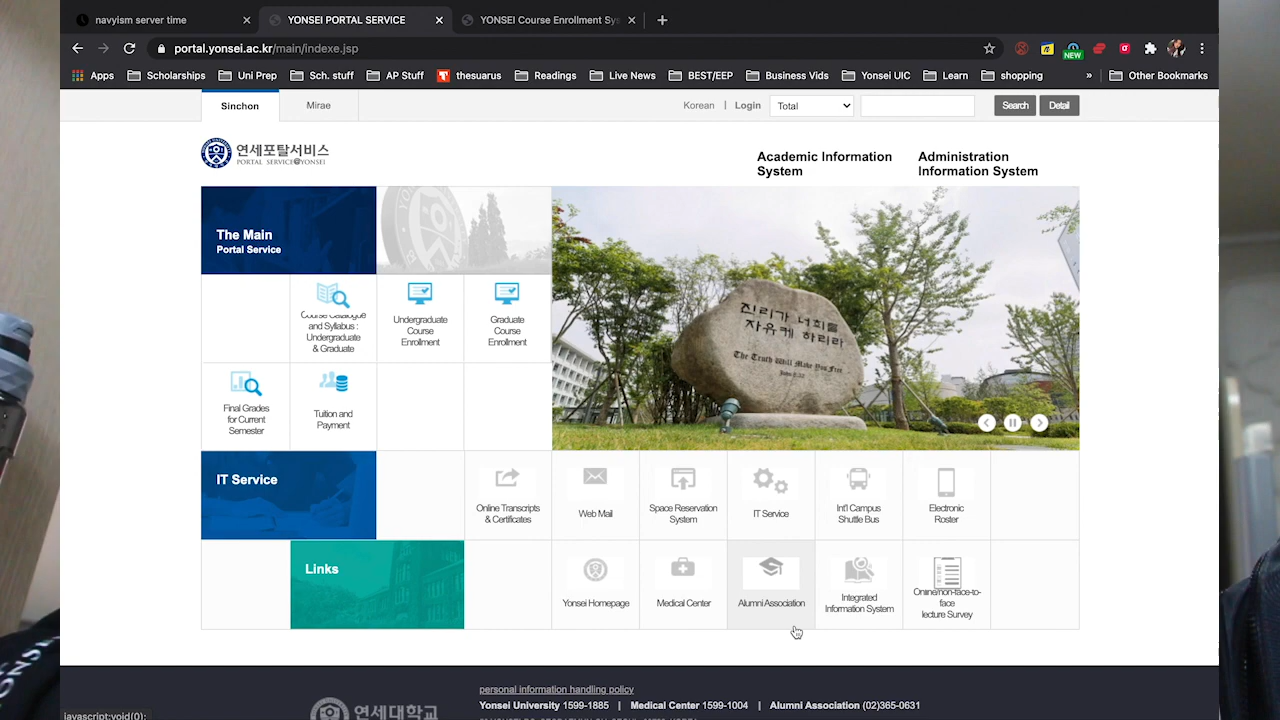 navyism server time
YONSEI PORTAL SERVICE
YONSEI Course Enrollment Sy
portal.yonsei.ac.kr/main/indexe.jsp
NEW
Apps
Scholarships
Uni Prep
Sch. stuff
AP Stuff
thesuarus
Readings
Live News
BEST/EEP
Business Vids
Yonsei UIC
Learn
shopping
»
Other Bookmarks
Sinchon
Mirae
Korean | Login
Total
Search
Detail
연세포탈서비스
PORTAL SERVICE@YONSEI
Academic Information
System
Administration
Information System
The Main
Portal Service
Course Catalogue
and Syllabus :
Undergraduate
& Graduate
Undergraduate
Course
Enrollment
Graduate
Course
Enrollment
진리가 너희를
자유케 하리라
The Truth Will Make You Free
John 8:32
Final Grades
for Current
Semester
Tuition and
Payment
IT Service
Online Transcripts
& Certificates
Web Mail
Space Reservation
System
IT Service
Int'l Campus
Shuttle Bus
Electronic
Roster
Links
Yonsei Homepage
Medical Center
Alumni Association
Integrated
Information System
Online/non-face-to-
face
lecture Survey
personal information handling policy
Yonsei University 1599-1885 | Medical Center 1599-1004 | Alumni Association (02)365-0631
연세대학교
javascript:void(0);
YONSEI